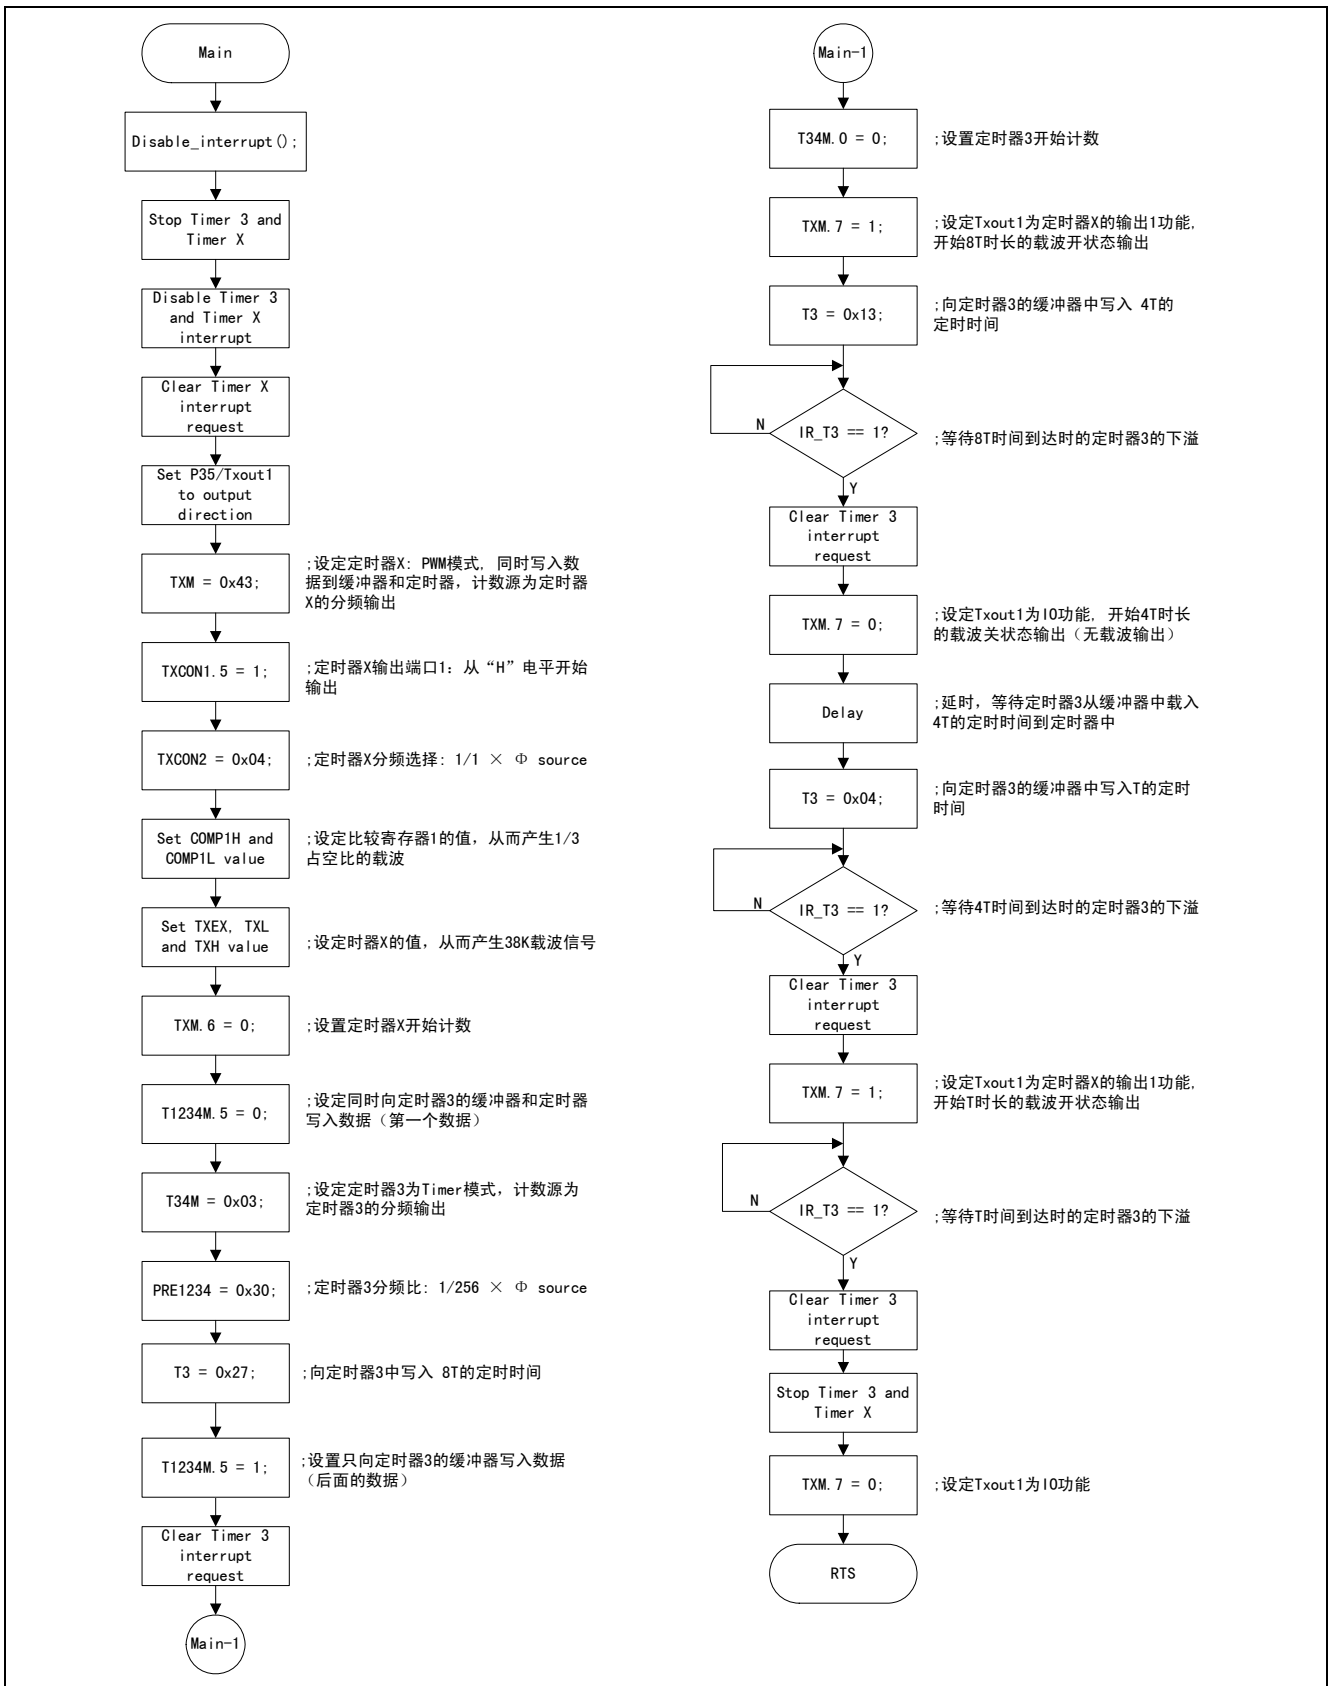 Main
Disable_interrupt();
Stop Timer 3 and
Timer X
Disable Timer 3
and Timer X
interrupt
Clear Timer X
interrupt
request
Set P35/Txout1
to output
direction
TXM = 0x43;
;设定定时器X: PWM模式, 同时写入数
据到缓冲器和定时器，计数源为定时器
X的分频输出
TXCON1.5 = 1;
;定时器X输出端口1：从“H”电平开始
输出
TXCON2 = 0x04;
;定时器X分频选择: 1/1 × Φ source
Set COMP1H and
COMP1L value
;设定比较寄存器1的值，从而产生1/3
占空比的载波
Set TXEX, TXL
and TXH value
;设定定时器X的值，从而产生38K载波信号
TXM.6 = 0;
;设置定时器X开始计数
T1234M.5 = 0;
;设定同时向定时器3的缓冲器和定时器
写入数据（第一个数据）
T34M = 0x03;
;设定定时器3为Timer模式，计数源为
定时器3的分频输出
PRE1234 = 0x30;
;定时器3分频比: 1/256 × Φ source
T3 = 0x27;
;向定时器3中写入 8T的定时时间
T1234M.5 = 1;
;设置只向定时器3的缓冲器写入数据
（后面的数据）
Clear Timer 3
interrupt
request
Main-1
Main-1
T34M.0 = 0;
;设置定时器3开始计数
TXM.7 = 1;
;设定Txout1为定时器X的输出1功能,
开始8T时长的载波开状态输出
T3 = 0x13;
;向定时器3的缓冲器中写入 4T的
定时时间
N
IR_T3 == 1?
;等待8T时间到达时的定时器3的下溢
Y
Clear Timer 3
interrupt
request
TXM.7 = 0;
;设定Txout1为IO功能, 开始4T时长
的载波关状态输出（无载波输出）
Delay
;延时，等待定时器3从缓冲器中载入
4T的定时时间到定时器中
T3 = 0x04;
;向定时器3的缓冲器中写入T的定时
时间
N
IR_T3 == 1?
;等待4T时间到达时的定时器3的下溢
Y
Clear Timer 3
interrupt
request
TXM.7 = 1;
;设定Txout1为定时器X的输出1功能,
开始T时长的载波开状态输出
N
IR_T3 == 1?
;等待T时间到达时的定时器3的下溢
Y
Clear Timer 3
interrupt
request
Stop Timer 3 and
Timer X
TXM.7 = 0;
;设定Txout1为IO功能
RTS